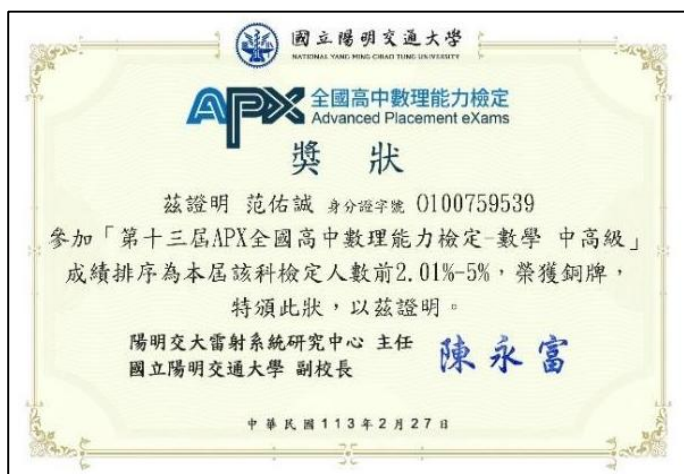 國立陽明交通大學
NATIONAL YANG MING CHIAO TUNG UNIVERSITY
APX 全國高中數理能力檢定
Advanced Placement eXams
獎 狀
茲證明 范佑誠 身分證字號 O100759539
參加「第十三屆APX全國高中數理能力檢定-數學 中高級」
成績排序為本屆該科檢定人數前2.01%-5%，榮獲銅牌，
特頒此狀，以茲證明。
陽明交大雷射系統研究中心 主任
國立陽明交通大學 副校長
陳永富
中華民國113年2月27日